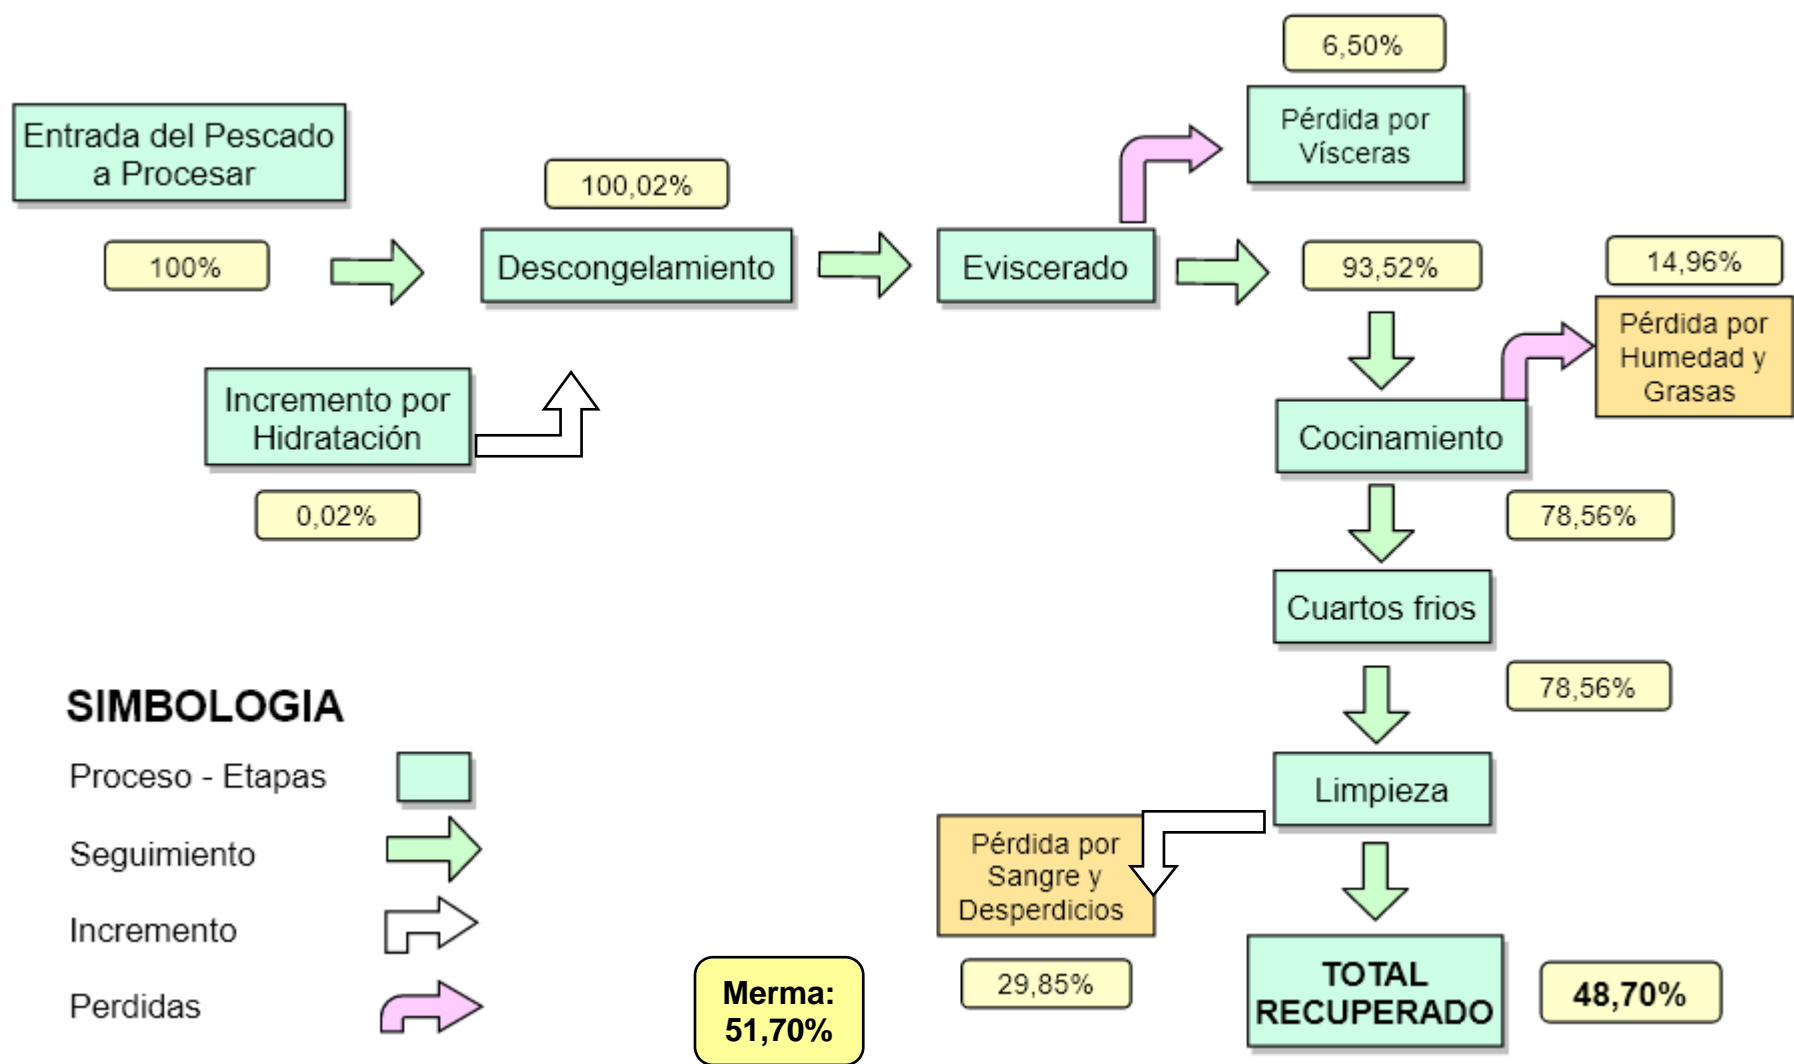 6,50%
Entrada del Pescado
a Procesar
Pérdida por
Vísceras
100,02%
100%
Descongelamiento
Eviscerado
93,52%
14,96%
Pérdida por
Humedad y
Grasas
Incremento por
Hidratación
0,02%
Cocinamiento
78,56%
Cuartos frios
78,56%
SIMBOLOGIA
Proceso - Etapas
Seguimiento
Incremento
Perdidas
Limpieza
Pérdida por
Sangre y
Desperdicios
29,85%
Merma:
51,70%
TOTAL
RECUPERADO
48,70%